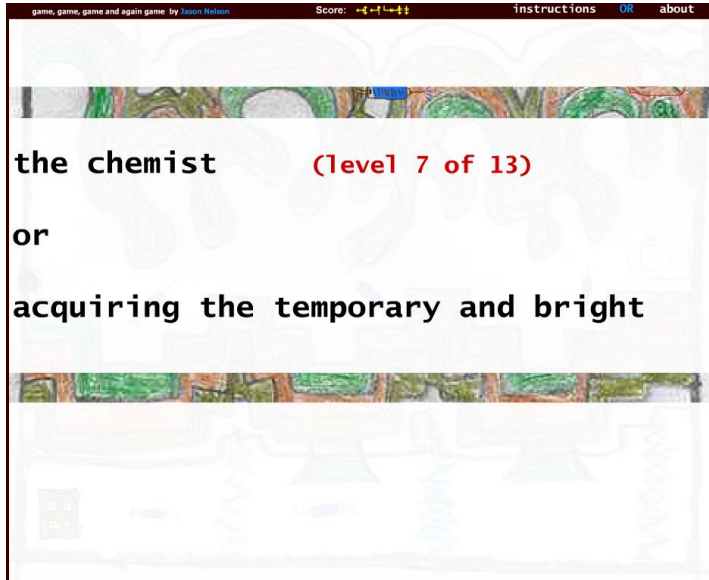 game, game, game and again game by Jason Nelson Score: instructions OR about
the chemist (level 7 of 13)
or
acquiring the temporary and bright